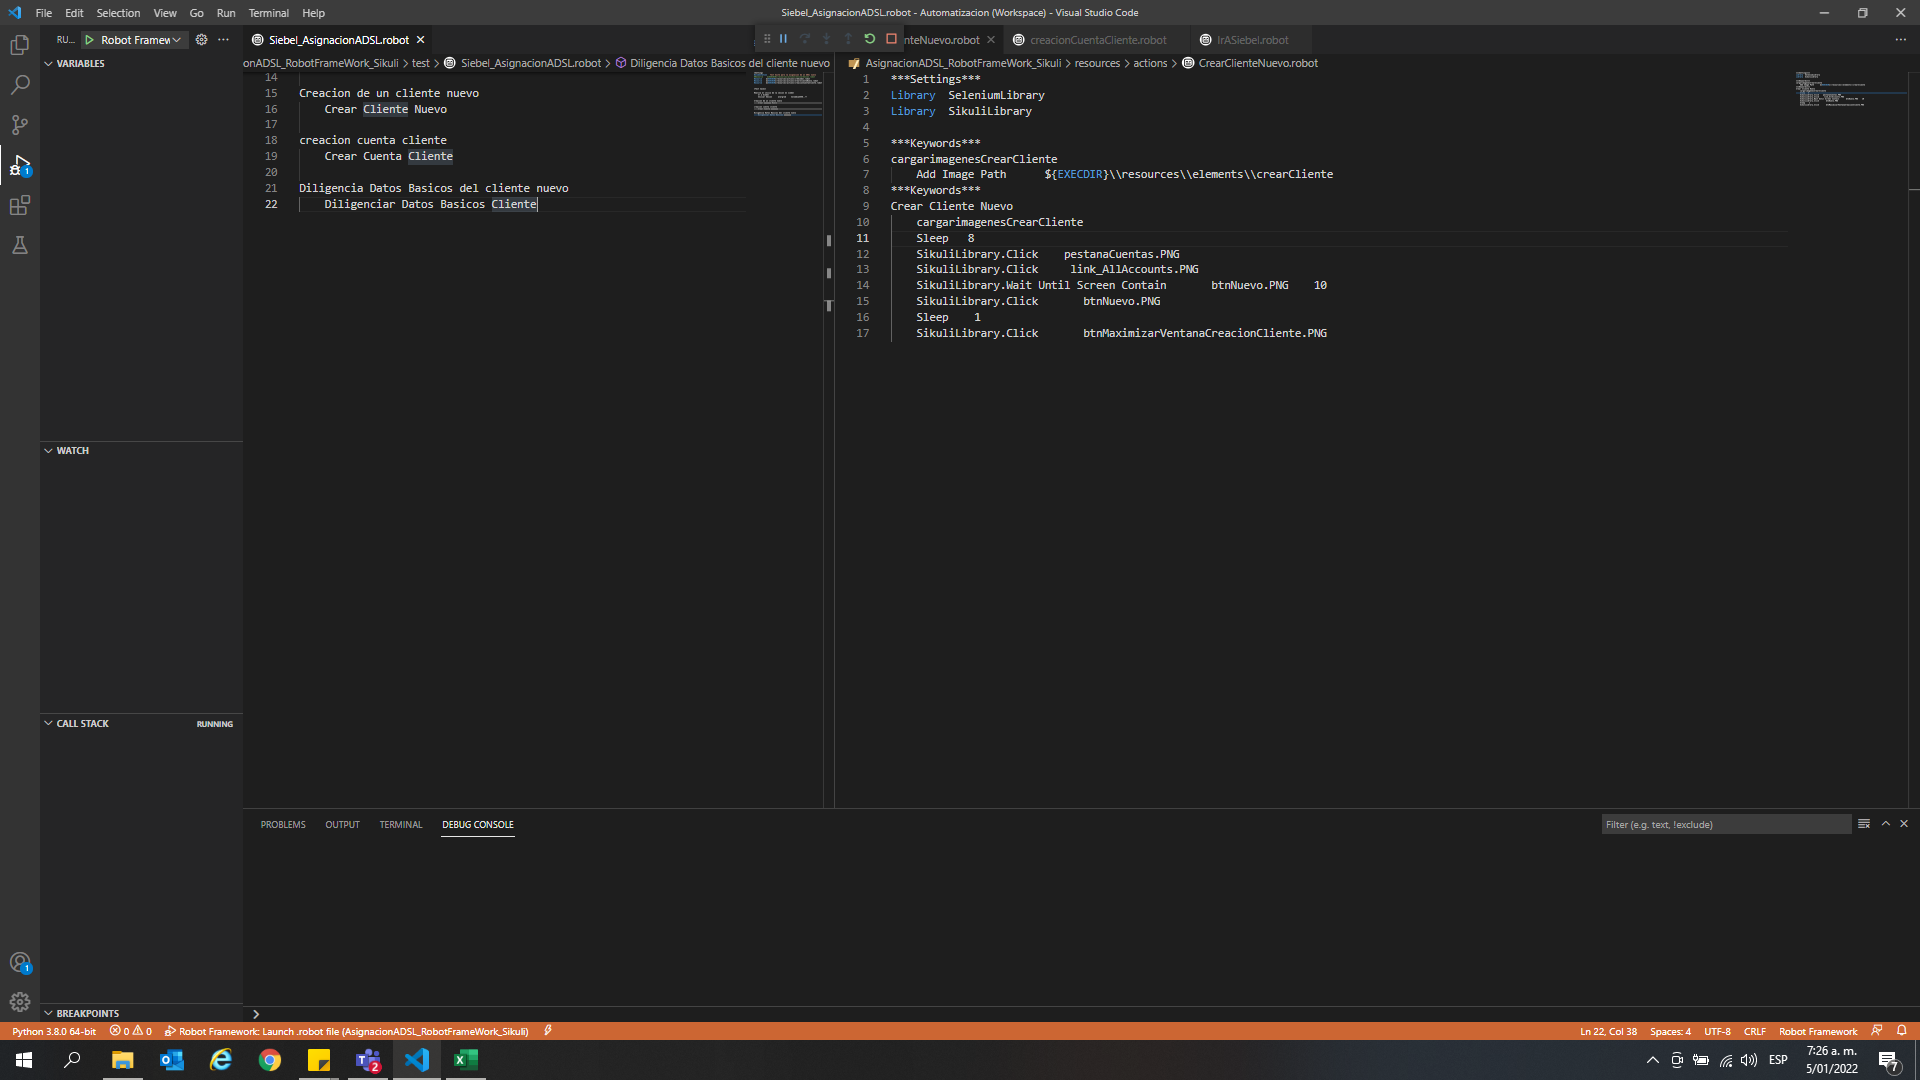 File Edit Selection View Go Run Terminal Help
Siebel_AsignacionADSL.robot - Automatizacion (Workspace) - Visual Studio Code
RU... Robot Framew
Siebel_AsignacionADSL.robot
nteNuevo.robot
creacionCuentaCliente.robot
IrASiebel.robot
VARIABLES
onADSL_RobotFrameWork_Sikuli > test > Siebel_AsignacionADSL.robot > Diligencia Datos Basicos del cliente nuevo
14
15 Creacion de un cliente nuevo
16 Crear Cliente Nuevo
17
18 creacion cuenta cliente
19 Crear Cuenta Cliente
20
21 Diligencia Datos Basicos del cliente nuevo
22 Diligenciar Datos Basicos Cliente
AsignacionADSL_RobotFrameWork_Sikuli > resources > actions > CrearClienteNuevo.robot
1 ***Settings***
2 Library SeleniumLibrary
3 Library SikuliLibrary
4
5 ***Keywords***
6 cargarimagenesCrearCliente
7 Add Image Path ${EXECDIR}\\resources\\elements\\crearCliente
8 ***Keywords***
9 Crear Cliente Nuevo
10 cargarimagenesCrearCliente
11 Sleep 8
12 SikuliLibrary.Click pestanaCuentas.PNG
13 SikuliLibrary.Click link_AllAccounts.PNG
14 SikuliLibrary.Wait Until Screen Contain btnNuevo.PNG 10
15 SikuliLibrary.Click btnNuevo.PNG
16 Sleep 1
17 SikuliLibrary.Click btnMaximizarVentanaCreacionCliente.PNG
WATCH
CALL STACK RUNNING
BREAKPOINTS
PROBLEMS OUTPUT TERMINAL DEBUG CONSOLE
Filter (e.g. text, !exclude)
1
1
Python 3.8.0 64-bit 0 0 Robot Framework: Launch .robot file (AsignacionADSL_RobotFrameWork_Sikuli)
Ln 22, Col 38 Spaces: 4 UTF-8 CRLF Robot Framework
2
ESP
7:26 a. m.
5/01/2022
7